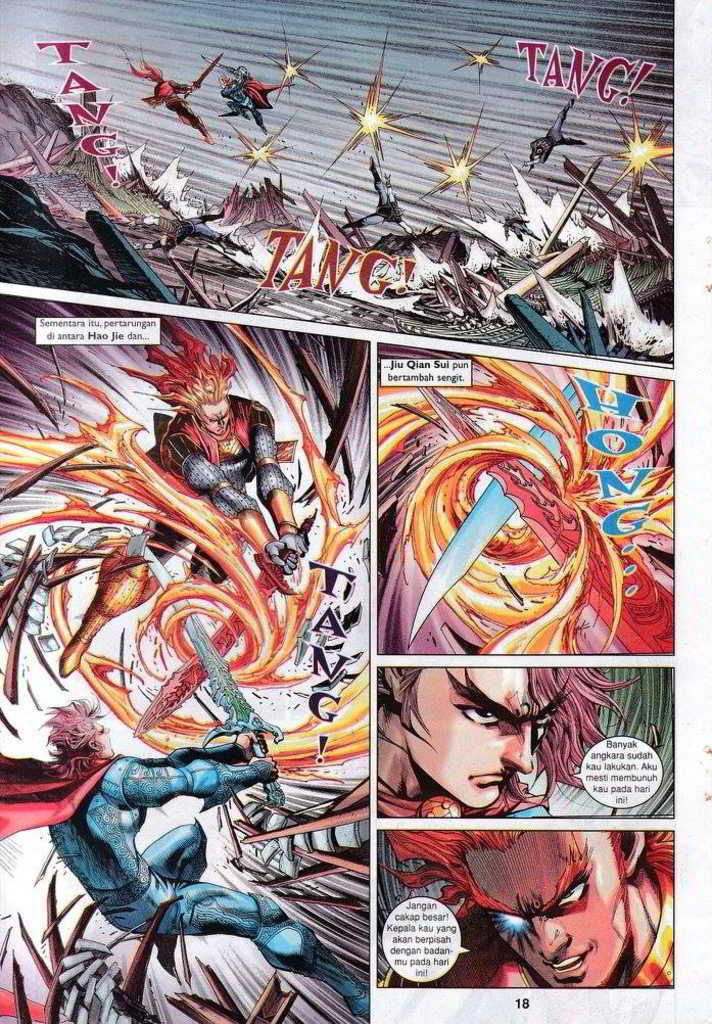 TANG!
TANG!
TANG!
Sementara itu, pertarungan
di antara Hao Jie dan...
TANG!
...Jiu Qian Sui pun
bertambah sengit.
HONG...
Banyak
angkara sudah
kau lakukan. Aku
mesti membunuh
kau pada hari
ini!
Jangan
cakap besar!
Kepala kau yang
akan berpisah
dengan badan-
mu pada hari
ini!
18